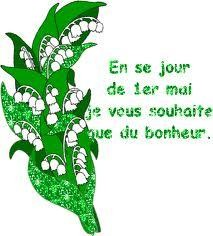 En se jour
de 1er mai
je vous souhaite
que du bonheur.